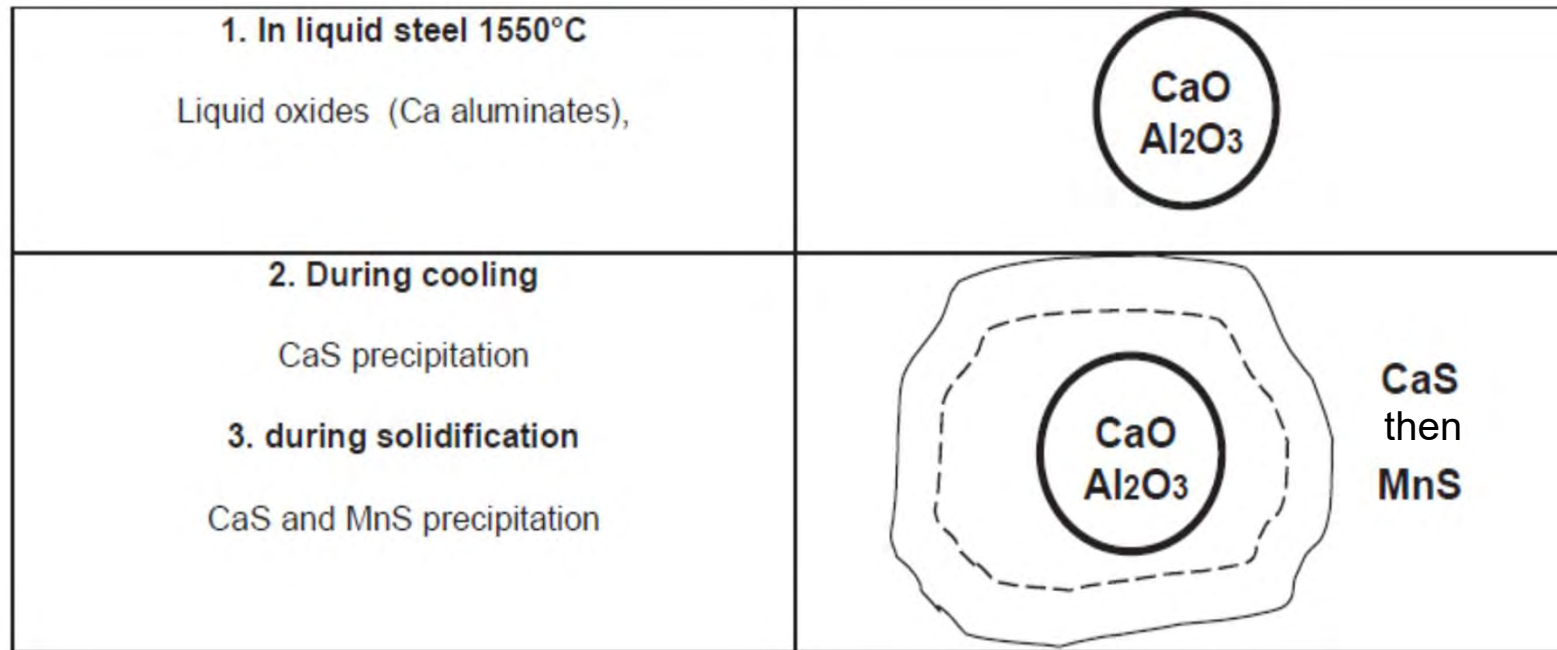 1. In liquid steel 1550°C
Liquid oxides (Ca aluminates),
CaO
Al2O3
2. During cooling
CaS precipitation
3. during solidification
CaS and MnS precipitation
CaO
Al2O3
CaS
then
MnS